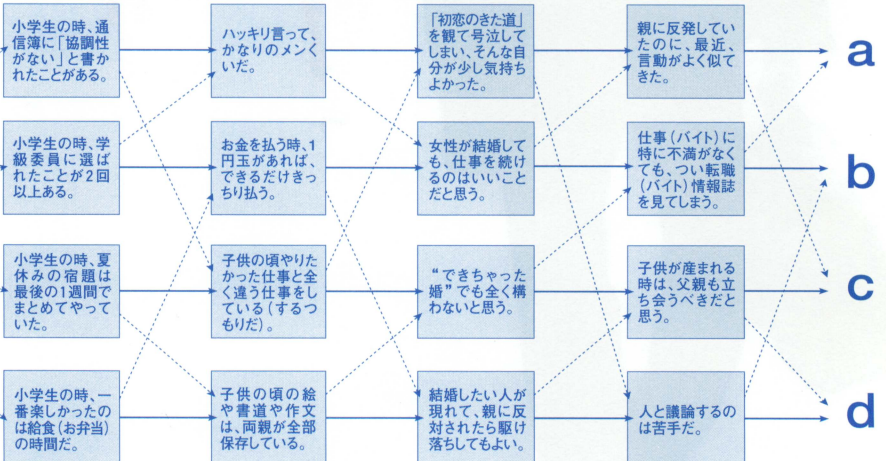 小学生の時、通
信簿に「協調性
がない」と書か
れたことがある。
ハッキリ言って、
かなりのメンく
いだ。
「初恋のきた道」
を観て号泣して
しまい、そんな自
分が少し気持ち
よかった。
親に反発してい
たのに、最近、
言動がよく似て
きた。
a
小学生の時、学
級委員に選ば
れたことが2回
以上ある。
お金を払う時、1
円玉があれば、
できるだけきっ
ちり払う。
女性が結婚して
も、仕事を続け
るのはいいこと
だと思う。
仕事(バイト)に
特に不満がなく
ても、つい転職
(バイト)情報誌
を見てしまう。
b
小学生の時、夏
休みの宿題は
最後の1週間で
まとめてやって
いた。
子供の頃やりた
かった仕事と全
く違う仕事をし
ている(するつ
もりだ)。
“できちゃった
婚”でも全く構
わないと思う。
子供が産まれる
時は、父親も立
ち会うべきだと
思う。
c
小学生の時、一
番楽しかったの
は給食(お弁当)
の時間だ。
子供の頃の絵
や書道や作文
は、両親が全部
保存している。
結婚したい人が
現れて、親に反
対されたら駆け
落ちしてもよい。
人と議論するの
は苦手だ。
d